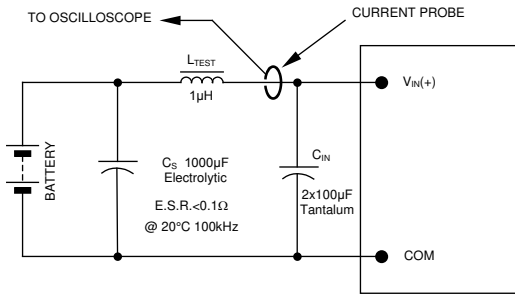 TO OSCILLOSCOPE
CURRENT PROBE
LTEST
1µH
VIN(+)
BATTERY
CS 1000µF
Electrolytic
E.S.R.<0.1Ω
@ 20°C 100kHz
CIN
2x100µF
Tantalum
COM